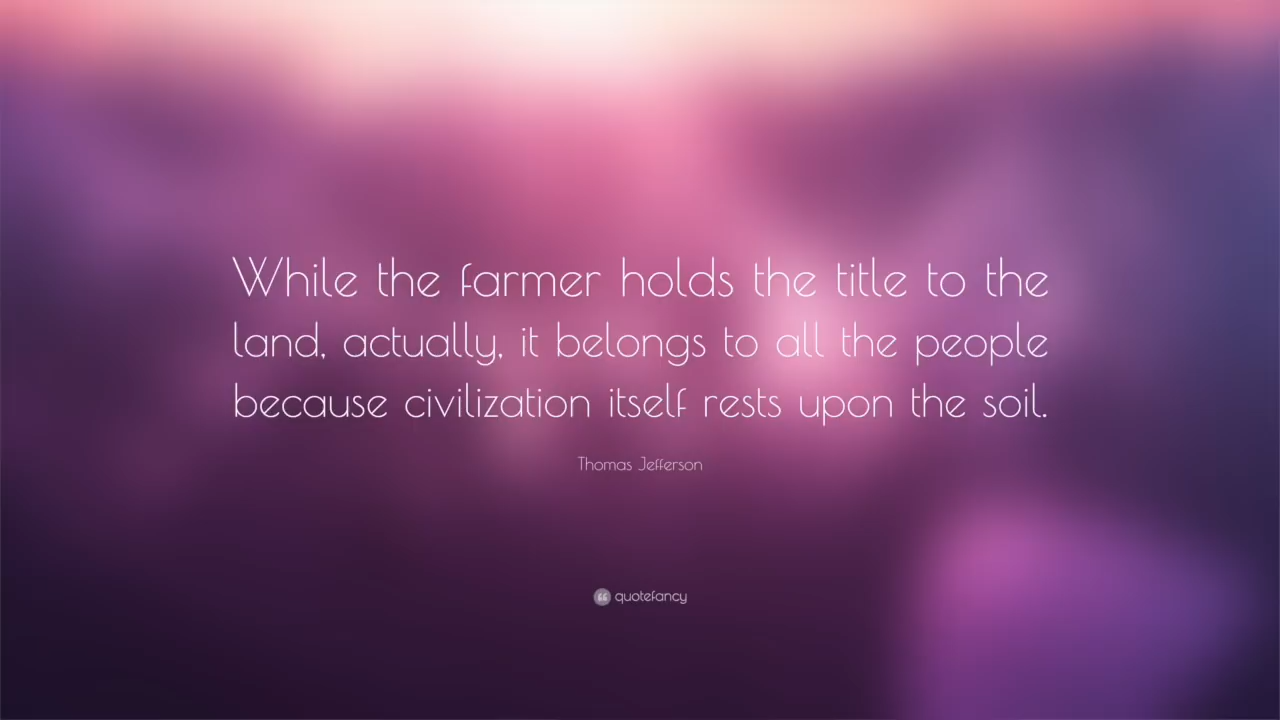 While the farmer holds the title to the
land, actually, it belongs to all the people
because civilization itself rests upon the soil.
Thomas Jefferson
quotefancy